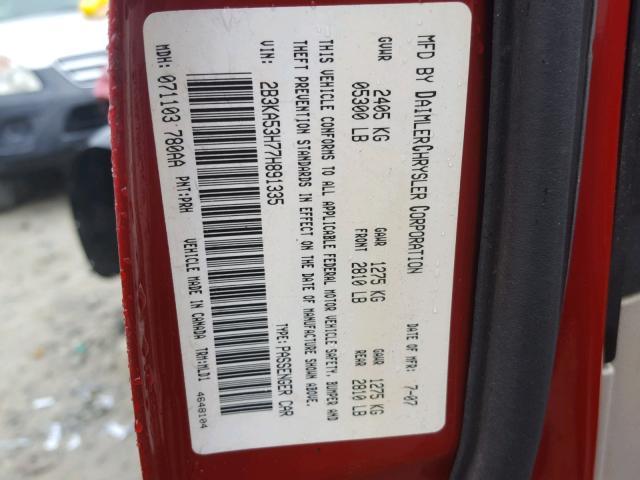 MFD BY DAIMLERCHRYSLER CORPORATION DATE OF MFR: 7-07
GVWR 2405 KG GAWR 1275 KG GAWR 1275 KG
05300 LB FRONT 2810 LB REAR 2810 LB
THIS VEHICLE CONFORMS TO ALL APPLICABLE FEDERAL MOTOR VEHICLE SAFETY, BUMPER AND
THEFT PREVENTION STANDARDS IN EFFECT ON THE DATE OF MANUFACTURE SHOWN ABOVE.
VIN: 2B3KA53H77H891335 TYPE: PASSENGER CAR
MDH: 071103 780AA PNT:PRH VEHICLE MADE IN CANADA TRM:MLD1 4648104